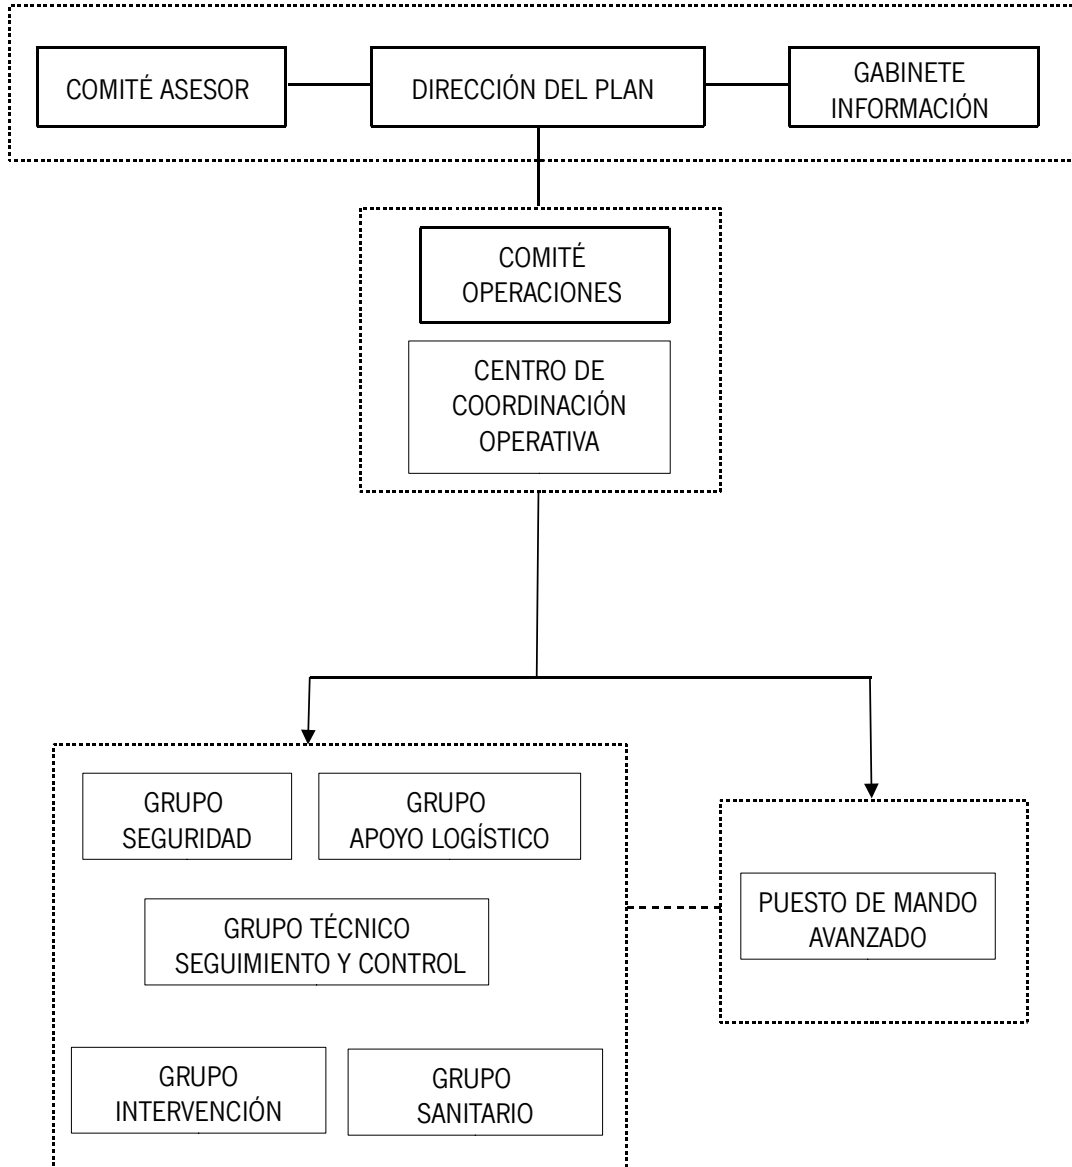 COMITÉ ASESOR
DIRECCIÓN DEL PLAN
GABINETE
INFORMACIÓN
COMITÉ
OPERACIONES
CENTRO DE
COORDINACIÓN
OPERATIVA
GRUPO
SEGURIDAD
GRUPO
APOYO LOGÍSTICO
GRUPO TÉCNICO
SEGUIMIENTO Y CONTROL
PUESTO DE MANDO
AVANZADO
GRUPO
INTERVENCIÓN
GRUPO
SANITARIO